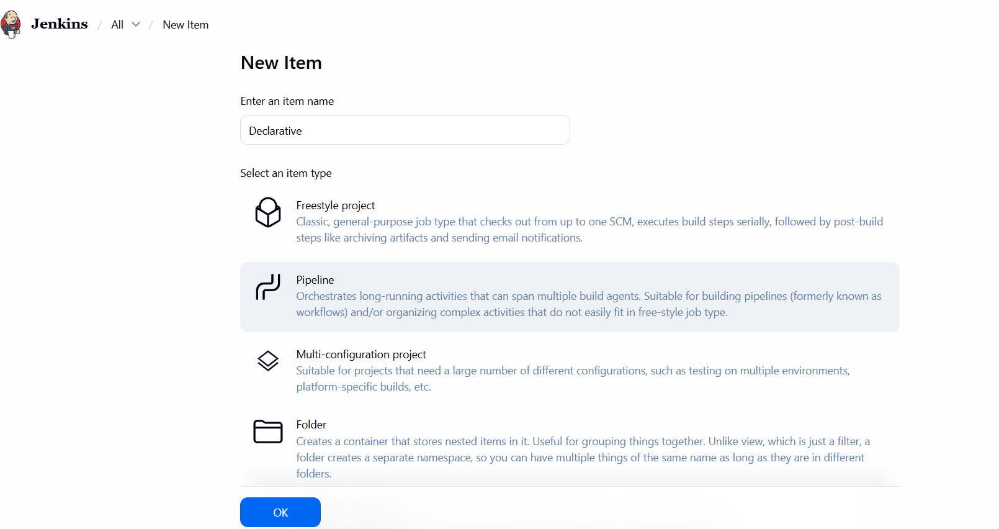 Jenkins / All / New Item
New Item
Enter an item name
Declarative
Select an item type
Freestyle project
Classic, general-purpose job type that checks out from up to one SCM, executes build steps serially, followed by post-build
steps like archiving artifacts and sending email notifications.
Pipeline
Orchestrates long-running activities that can span multiple build agents. Suitable for building pipelines (formerly known as
workflows) and/or organizing complex activities that do not easily fit in free-style job type.
Multi-configuration project
Suitable for projects that need a large number of different configurations, such as testing on multiple environments,
platform-specific builds, etc.
Folder
Creates a container that stores nested items in it. Useful for grouping things together. Unlike view, which is just a filter, a
folder creates a separate namespace, so you can have multiple things of the same name as long as they are in different
folders.
OK